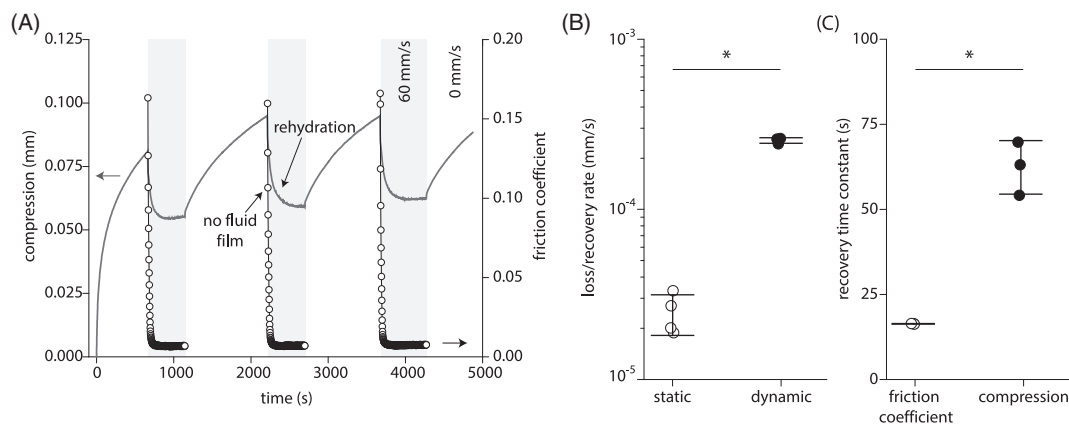 (A)
0.125
0.100
0.075
0.050
0.025
0.000
compression (mm)
0
1000
2000
3000
4000
5000
time (s)
0.20
0.15
0.10
0.05
0.00
friction coefficient
rehydration
no fluid
film
60 mm/s
0 mm/s
(B)
10-3
10-4
10-5
loss/recovery rate (mm/s)
*
static
dynamic
(C)
100
75
50
25
0
recovery time constant (s)
*
friction
coefficient
compression